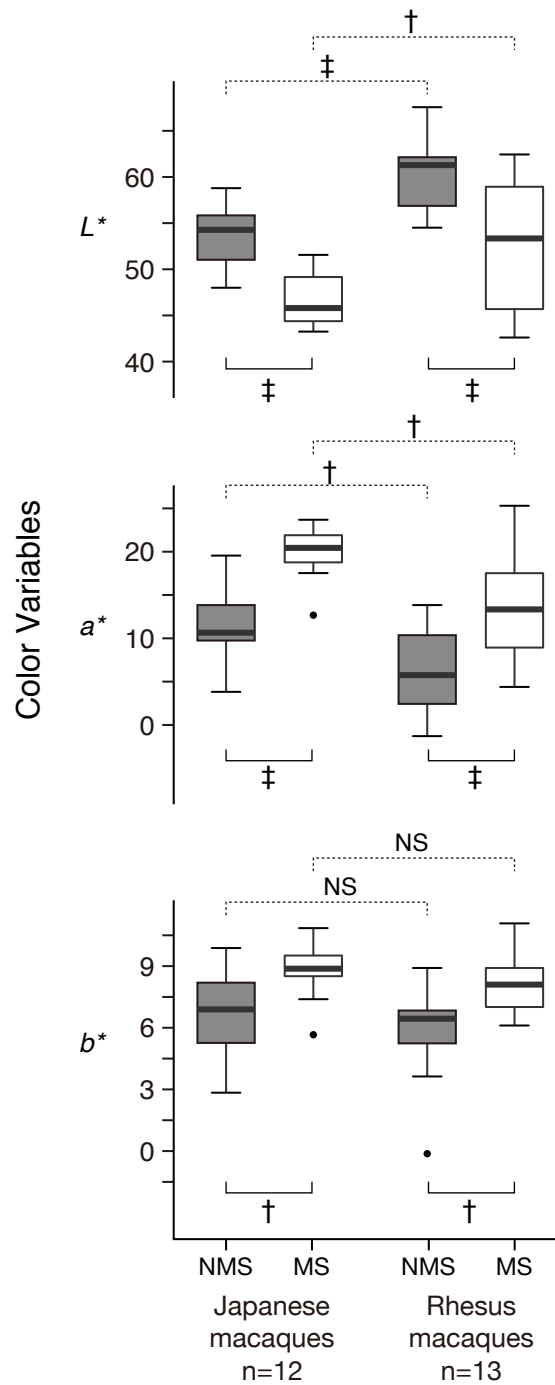 †
‡
60
L*
50
40
‡ ‡
†
†
Color Variables
20
a*
10
0
‡ ‡
NS
NS
9
6
b*
3
0
† †
NMS MS NMS MS
Japanese macaques n=12
Rhesus macaques n=13